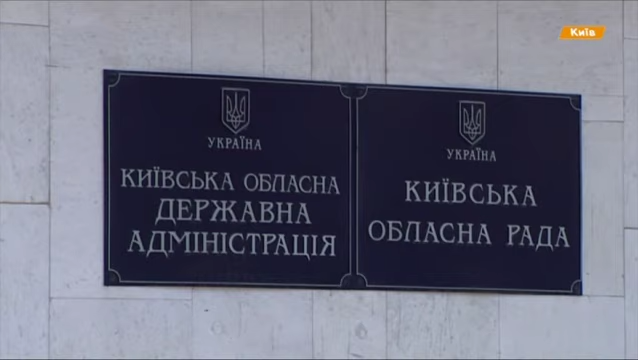 Київ
УКРАЇНА
КИЇВСЬКА ОБЛАСНА
ДЕРЖАВНА
АДМІНІСТРАЦІЯ
УКРАЇНА
КИЇВСЬКА
ОБЛАСНА РАДА